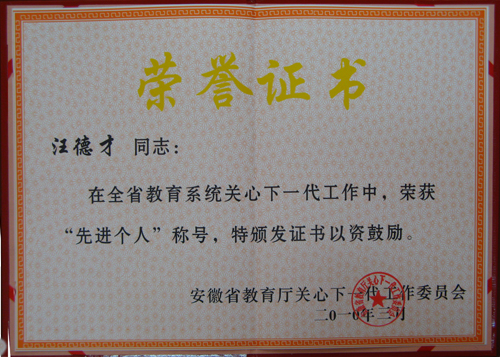 荣誉证书
汪德才 同志：
在全省教育系统关心下一代工作中，荣获
“先进个人”称号，特颁发证书以资鼓励。
安徽省教育厅关心下一代工作委员会
二〇一〇年三月